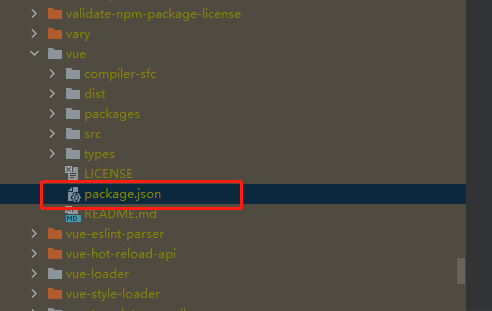 validate-npm-package-license
vary
vue
compiler-sfc
dist
packages
src
types
LICENSE
package.json
MD README.md
vue-eslint-parser
vue-hot-reload-api
vue-loader
vue-style-loader